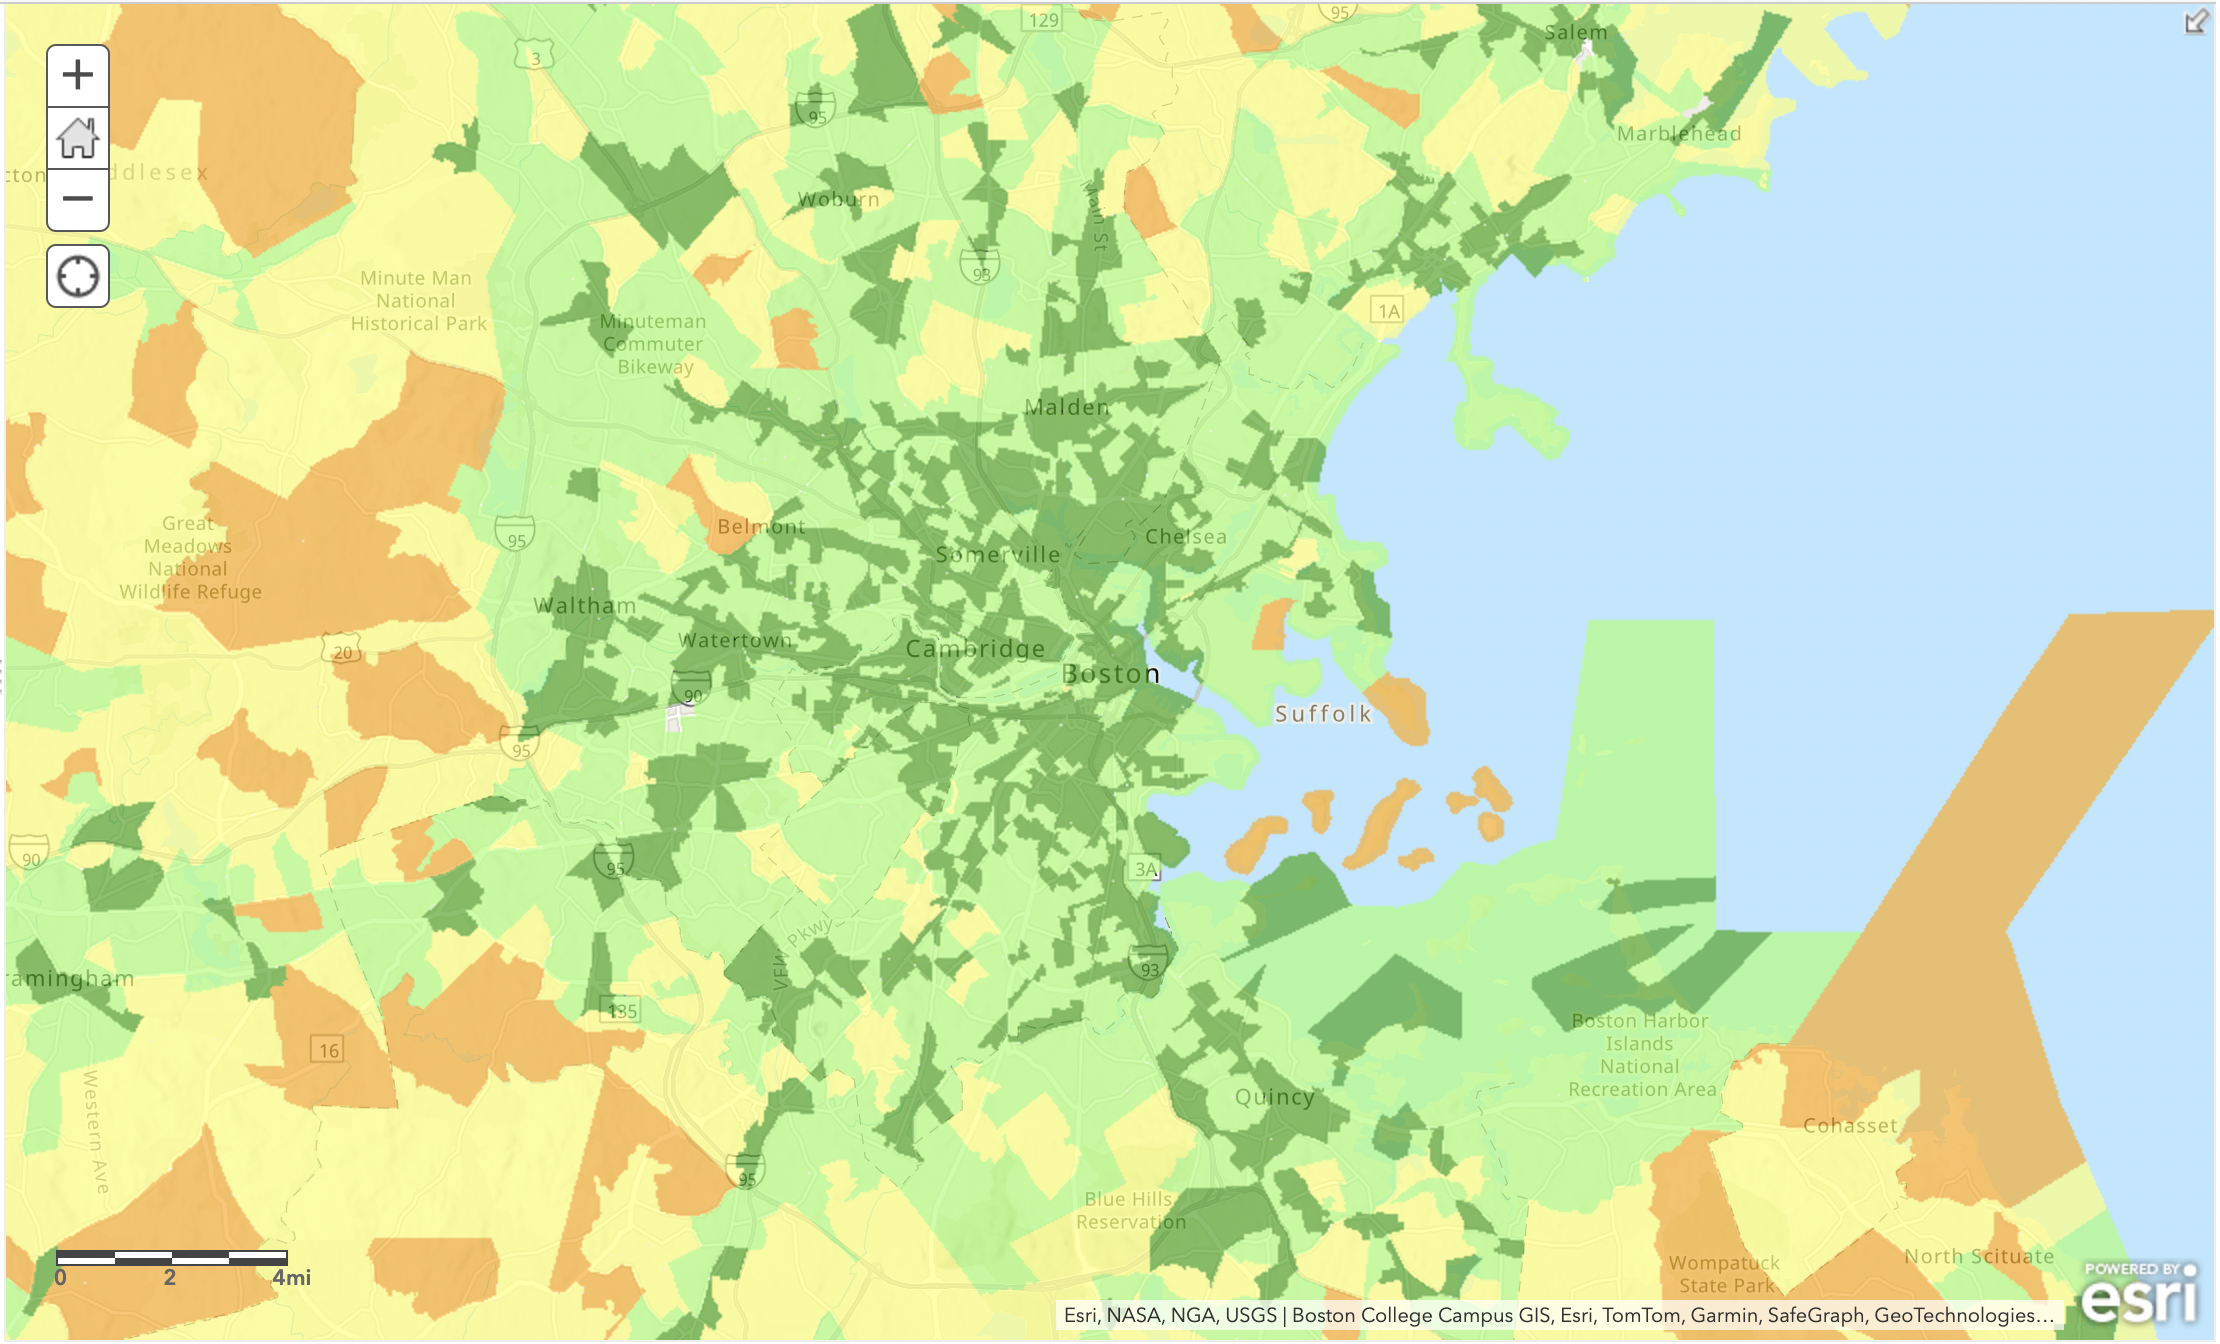 129
95
Salem
3
+
95
Marblehead
ddlesex
cton
Woburn
−
Main St
93
Minute Man
National
Historical Park
1A
Minuteman
Commuter
Bikeway
Malden
Belmont
Great
Meadows
National
Wildlife Refuge
95
Chelsea
Somerville
Waltham
Watertown
Cambridge
20
Boston
90
Suffolk
95
90
95
3A
VFW Pkwy
93
amingham
135
16
Boston Harbor
Islands
National
Recreation Area
Western Ave
Quincy
Cohasset
95
Blue Hills
Reservation
Wompatuck
State Park
North Scituate
0 2 4mi
POWERED BY
esri
Esri, NASA, NGA, USGS | Boston College Campus GIS, Esri, TomTom, Garmin, SafeGraph, GeoTechnologies...